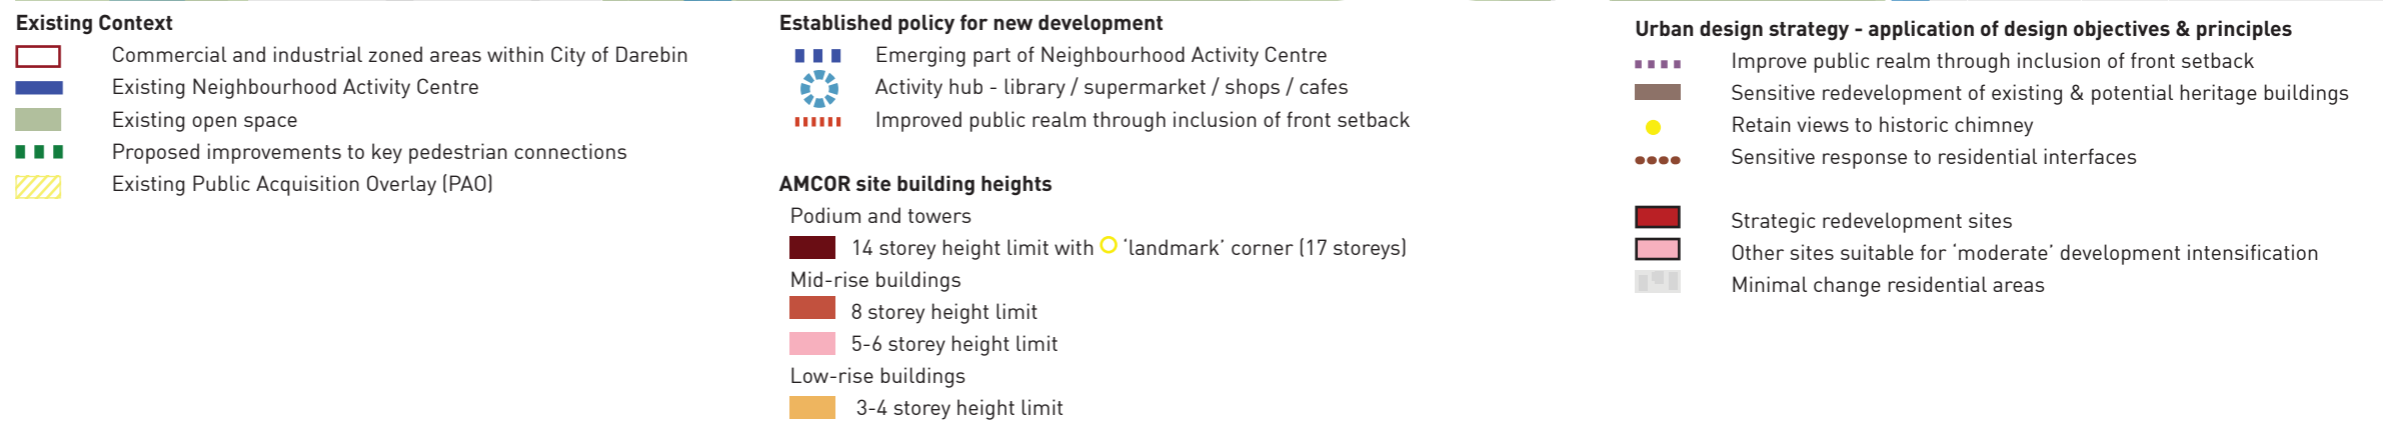 Existing Context
Commercial and industrial zoned areas within City of Darebin
Existing Neighbourhood Activity Centre
Existing open space
Proposed improvements to key pedestrian connections
Existing Public Acquisition Overlay (PAO)
Established policy for new development
Emerging part of Neighbourhood Activity Centre
Activity hub - library / supermarket / shops / cafes
Improved public realm through inclusion of front setback
AMCOR site building heights
Podium and towers
14 storey height limit with ‘landmark’ corner (17 storeys)
Mid-rise buildings
8 storey height limit
5-6 storey height limit
Low-rise buildings
3-4 storey height limit
Urban design strategy - application of design objectives & principles
Improve public realm through inclusion of front setback
Sensitive redevelopment of existing & potential heritage buildings
Retain views to historic chimney
Sensitive response to residential interfaces
Strategic redevelopment sites
Other sites suitable for ‘moderate’ development intensification
Minimal change residential areas